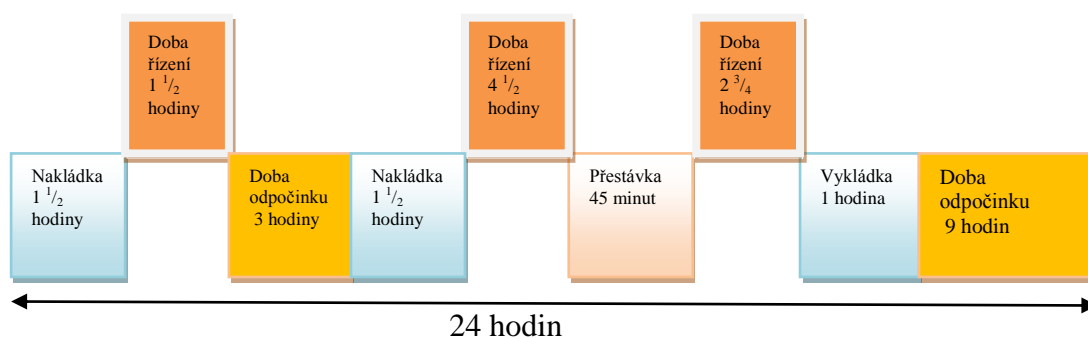 Doba
řízení
1 1/2
hodiny
Doba
řízení
4 1/2
hodiny
Doba
řízení
2 3/4
hodiny
Nakládka
1 1/2
hodiny
Doba
odpočinku
3 hodiny
Nakládka
1 1/2
hodiny
Přestávka
45 minut
Vykládka
1 hodina
Doba
odpočinku
9 hodin
24 hodin